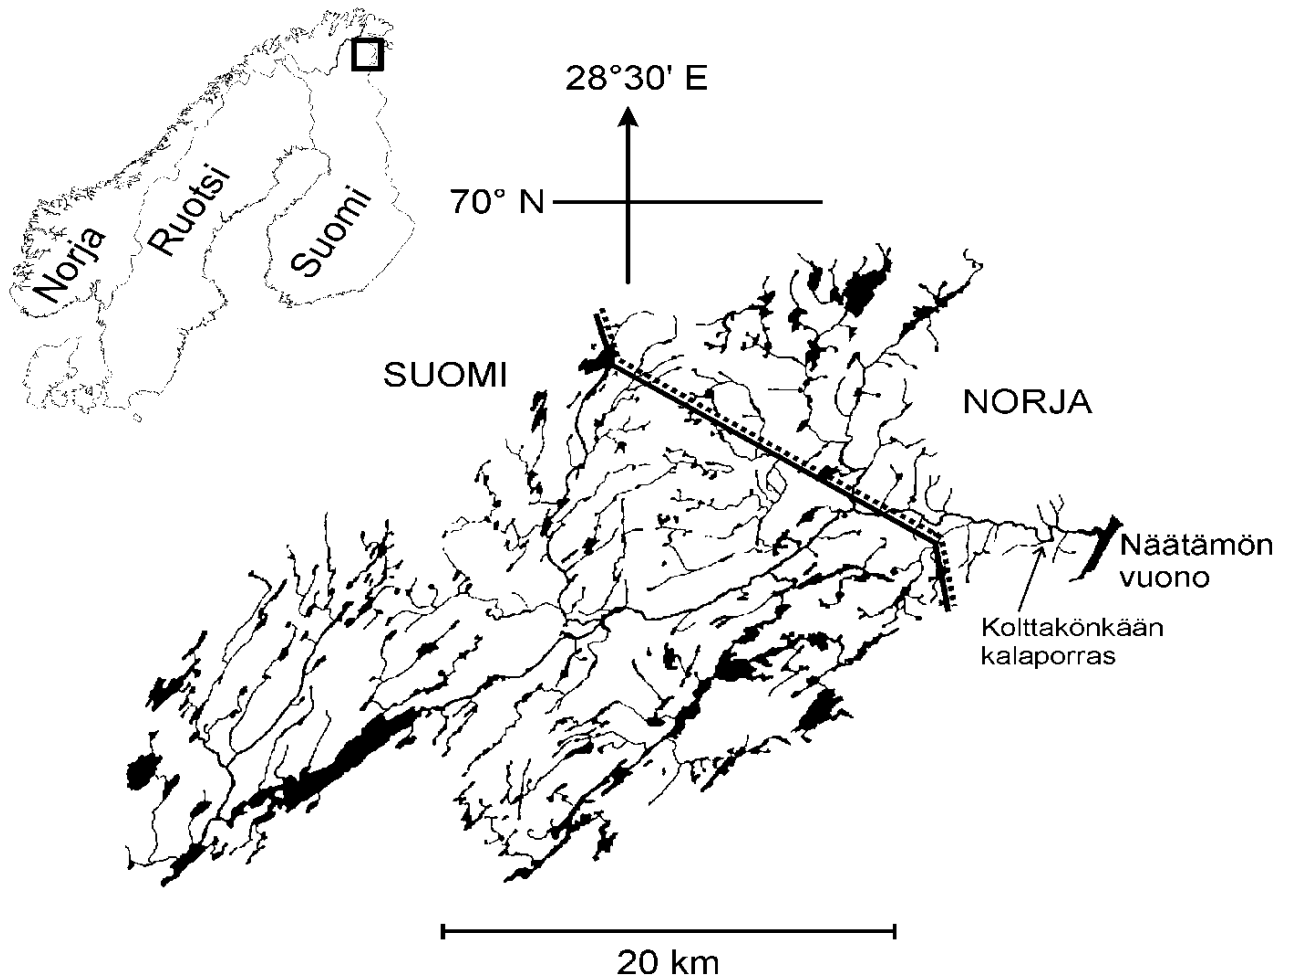 28°30' E
70° N
Norja
Ruotsi
Suomi
SUOMI
NORJA
Näätämön
vuono
Kolttakönkään
kalaporras
20 km